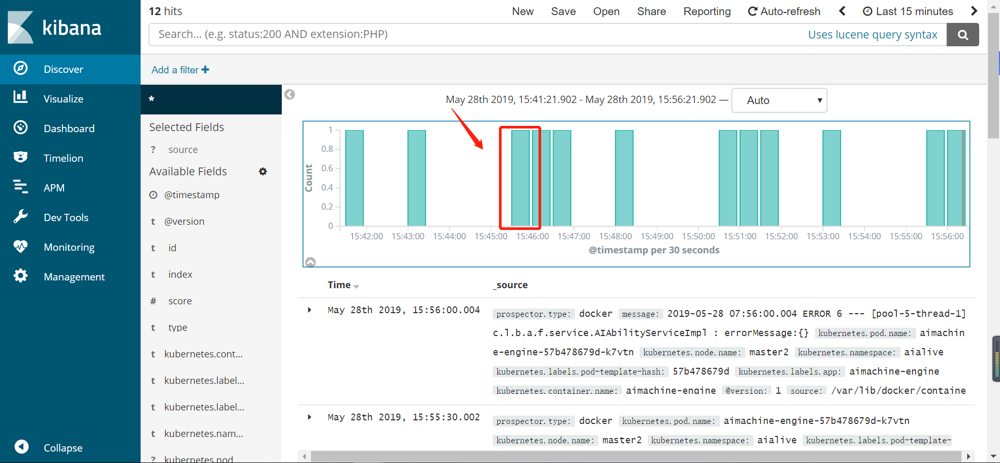 kibana
Discover
Visualize
Dashboard
Timelion
APM
Dev Tools
Monitoring
Management
Collapse
12 hits
New Save Open Share Reporting Auto-refresh Last 15 minutes
Search... (e.g. status:200 AND extension:PHP) Uses lucene query syntax
Add a filter +
*
Selected Fields
? source
Available Fields
@timestamp
t @version
t id
t index
# score
t type
t kubernetes.cont...
t kubernetes.label...
t kubernetes.label...
t kubernetes.nam...
? kubernetes.nod...
May 28th 2019, 15:41:21.902 - May 28th 2019, 15:56:21.902 — Auto
1
0.8
0.6
0.4
0.2
0
Count
15:42:00 15:43:00 15:44:00 15:45:00 15:46:00 15:47:00 15:48:00 15:49:00 15:50:00 15:51:00 15:52:00 15:53:00 15:54:00 15:55:00 15:56:00
@timestamp per 30 seconds
Time _source
May 28th 2019, 15:56:00.004 prospector.type: docker message: 2019-05-28 07:56:00.004 ERROR 6 --- [pool-5-thread-1]
c.l.b.a.f.service.AIAbilityServiceImpl : errorMessage:{} kubernetes.pod.name: aimachin
e-engine-57b478679d-k7vtn kubernetes.node.name: master2 kubernetes.namespace: aialive
kubernetes.labels.pod-template-hash: 57b478679d kubernetes.labels.app: aimachine-engine
kubernetes.container.name: aimachine-engine @version: 1 source: /var/lib/docker/containe
May 28th 2019, 15:55:30.002 prospector.type: docker kubernetes.pod.name: aimachine-engine-57b478679d-k7vtn
kubernetes.node.name: master2 kubernetes.namespace: aialive kubernetes.labels.pod-template-